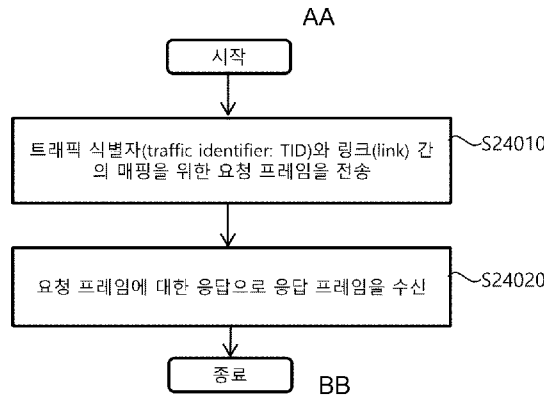 AA
시작
트래픽 식별자(traffic identifier: TID)와 링크(link) 간
의 매핑을 위한 요청 프레임을 전송
S24010
요청 프레임에 대한 응답으로 응답 프레임을 수산
S24020
종료
BB